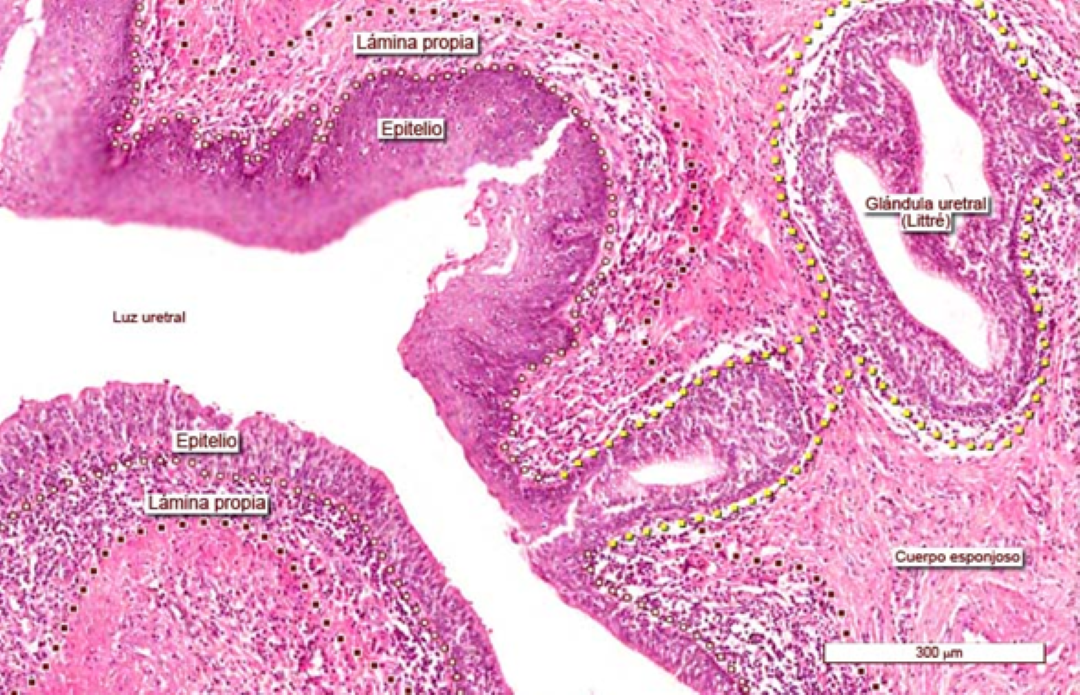 Lámina propia
Epitelio
Glándula uretral
(Littré)
Luz uretral
Epitelio
Lámina propia
Cuerpo esponjoso
300 µm